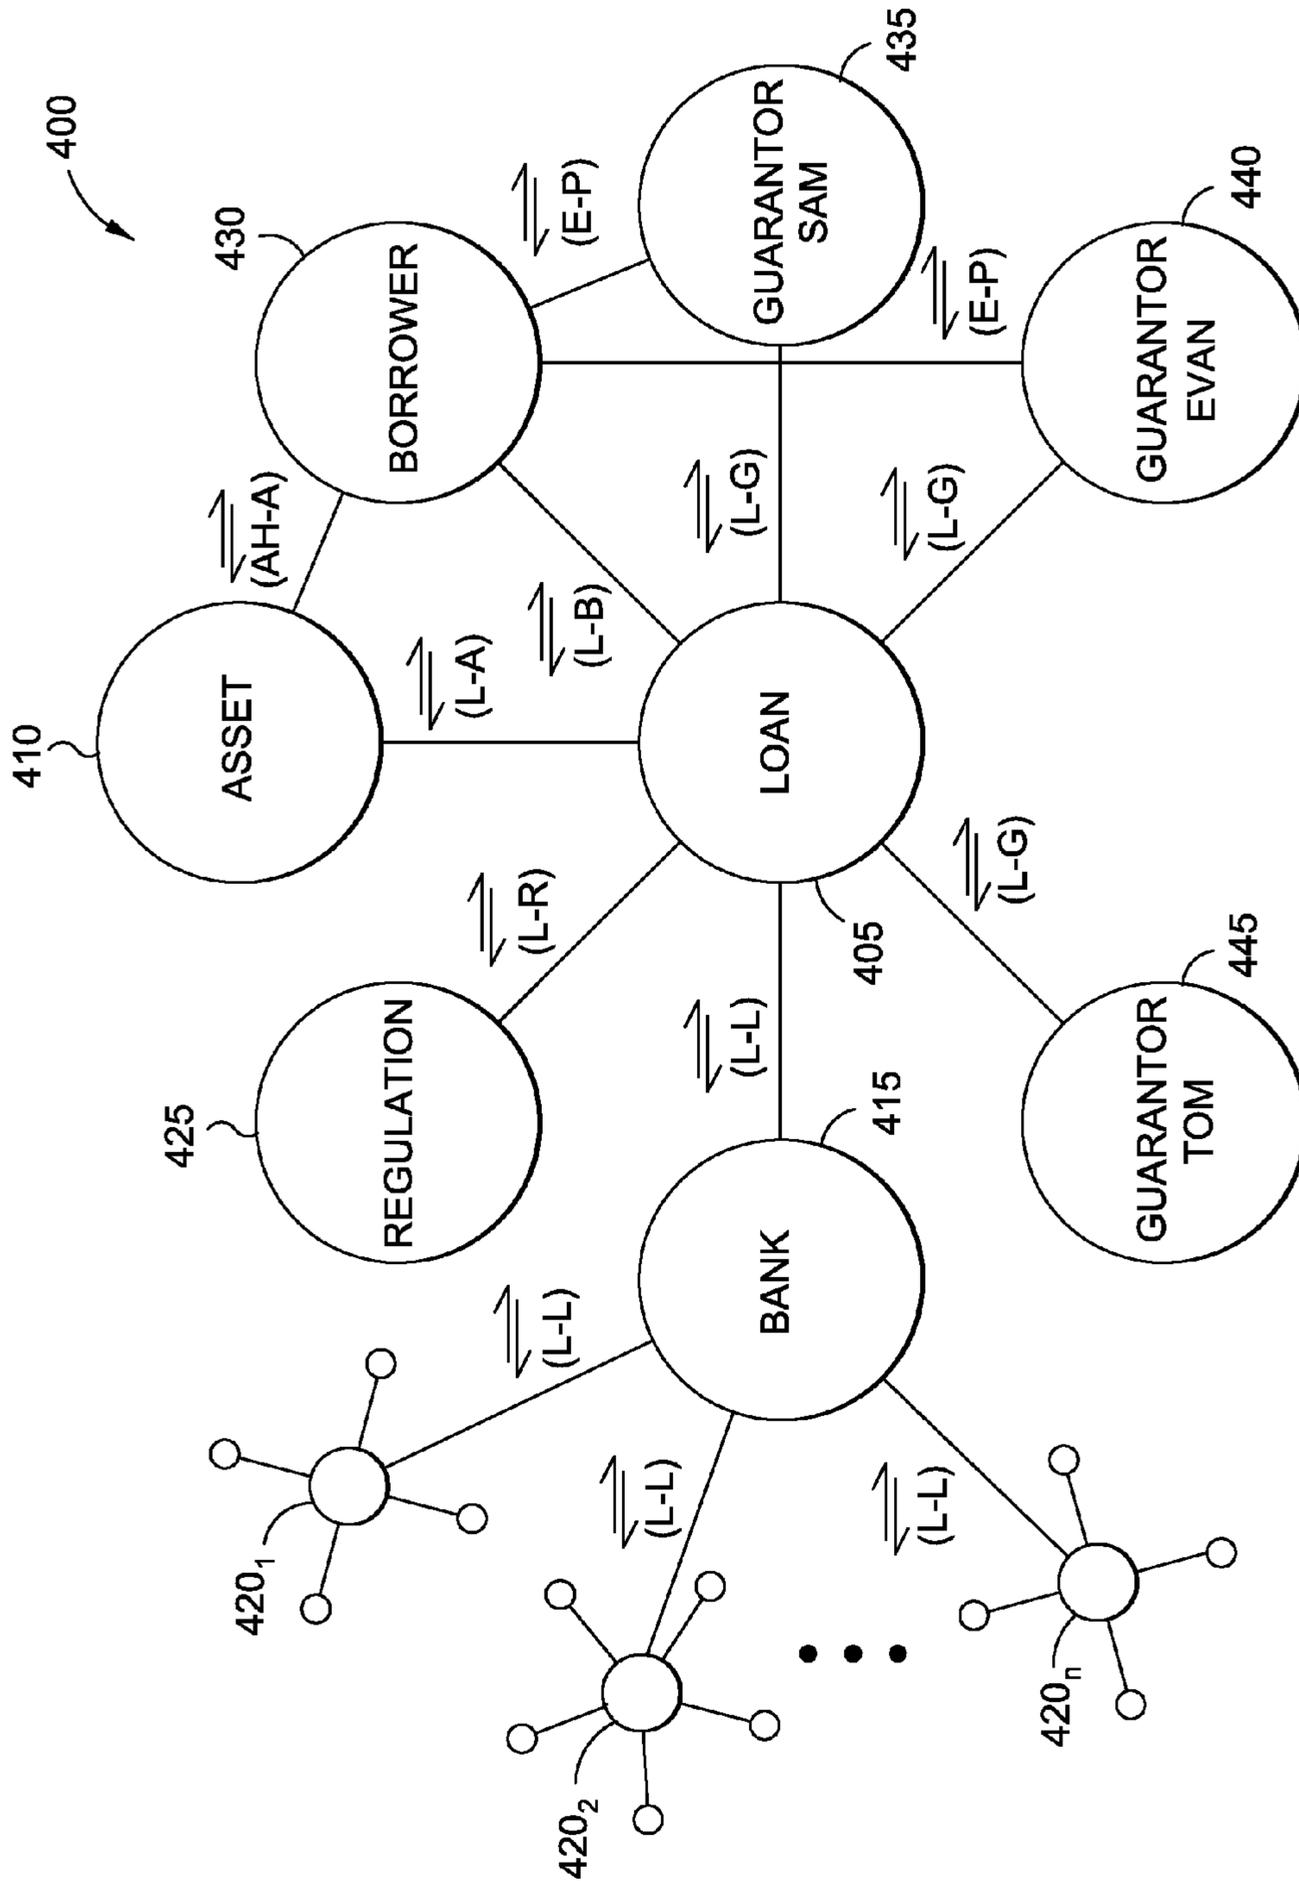 410
400
425
430
ASSET
420₁
(AH-A)
REGULATION
BORROWER
(L-A)
(L-R)
(L-L)
(E-P)
420₂
(L-B)
(L-L)
(L-L)
(L-G)
BANK
LOAN
GUARANTOR
SAM
405
415
435
(L-L)
(L-G)
(E-P)
(L-G)
420ₙ
GUARANTOR
TOM
GUARANTOR
EVAN
445
440